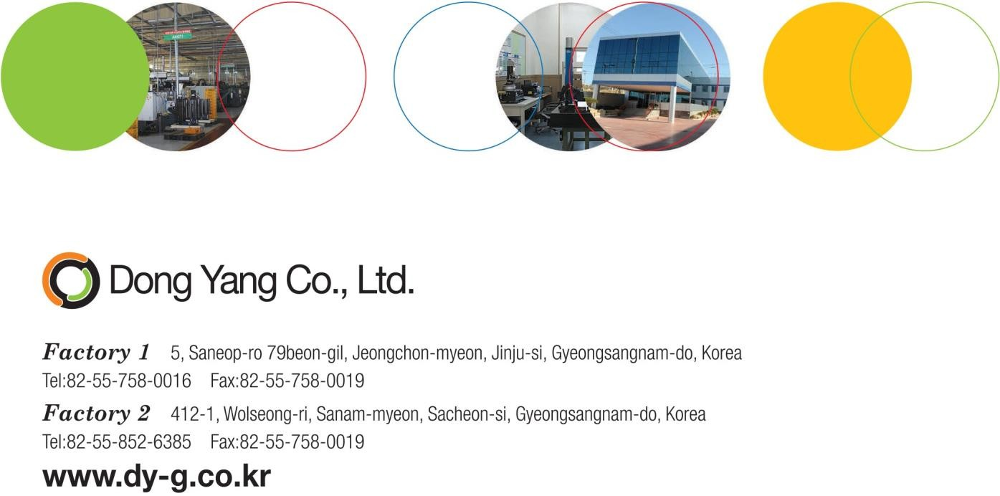 Dong Yang Co., Ltd.
Factory 1 5, Saneop-ro 79beon-gil, Jeongchon-myeon, Jinju-si, Gyeongsangnam-do, Korea
Tel:82-55-758-0016 Fax:82-55-758-0019
Factory 2 412-1, Wolseong-ri, Sanam-myeon, Sacheon-si, Gyeongsangnam-do, Korea
Tel:82-55-852-6385 Fax:82-55-758-0019
www.dy-g.co.kr